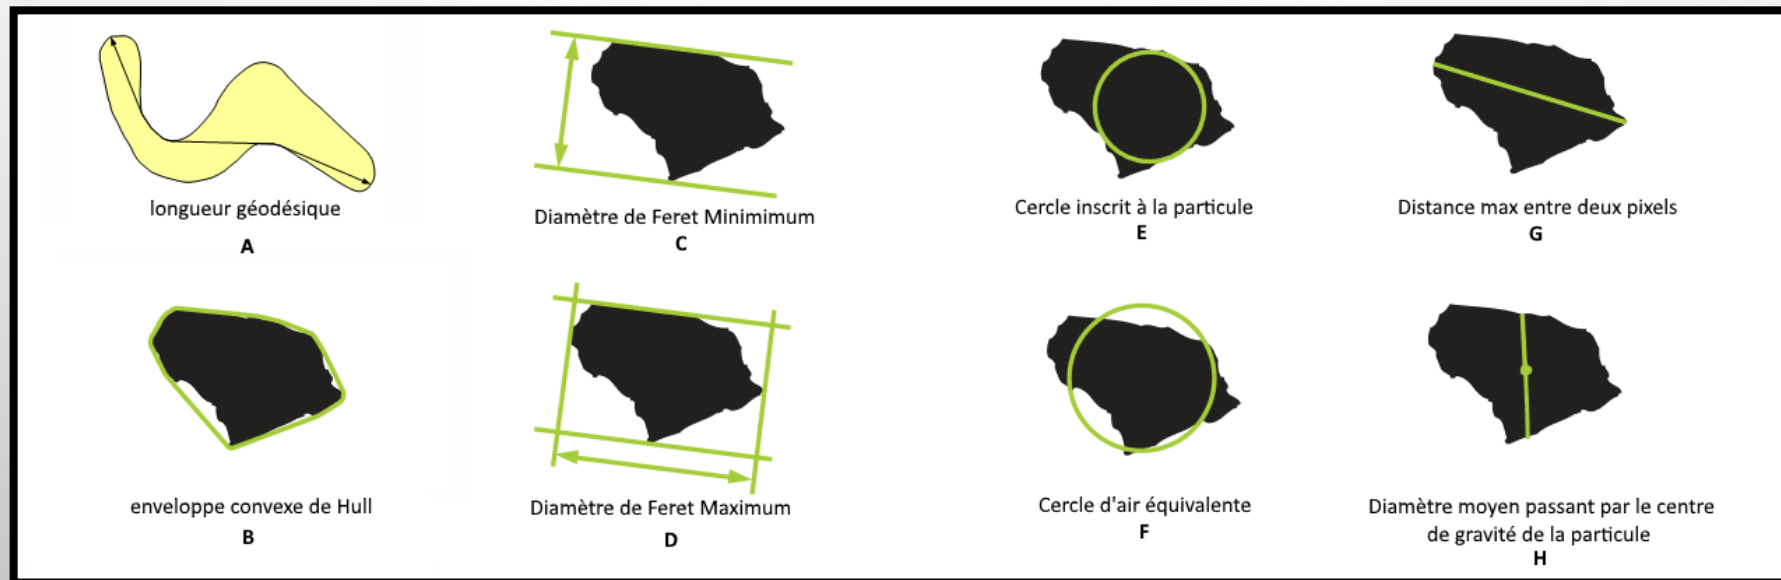 longueur géodésique
A
Diamètre de Feret Minimimum
C
Cercle inscrit à la particule
E
Distance max entre deux pixels
G
enveloppe convexe de Hull
B
Diamètre de Feret Maximum
D
Cercle d'air équivalente
F
Diamètre moyen passant par le centre
de gravité de la particule
H